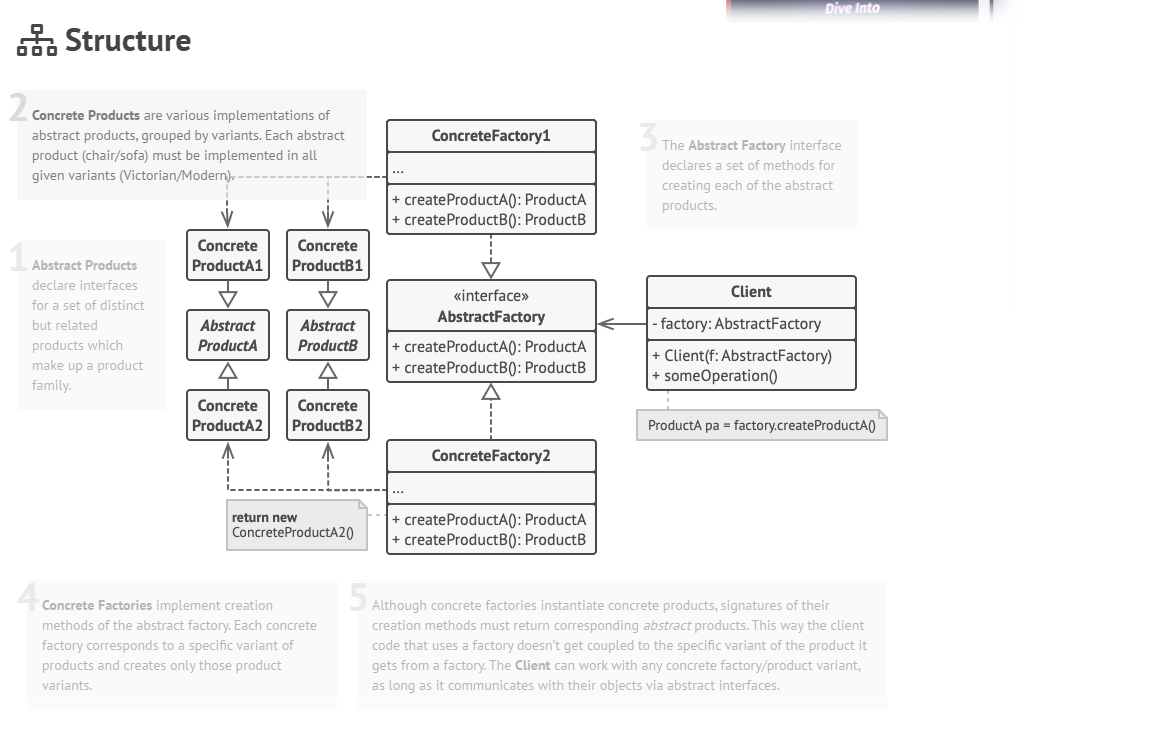 Dive Into
Structure
2
Concrete Products are various implementations of
abstract products, grouped by variants. Each abstract
product (chair/sofa) must be implemented in all
given variants (Victorian/Modern).
ConcreteFactory1
...
+ createProductA(): ProductA
+ createProductB(): ProductB
3
The Abstract Factory interface
declares a set of methods for
creating each of the abstract
products.
1
Abstract Products
declare interfaces
for a set of distinct
but related
products which
make up a product
family.
Concrete
ProductA1
Concrete
ProductB1
Abstract
ProductA
Abstract
ProductB
Concrete
ProductA2
Concrete
ProductB2
«interface»
AbstractFactory
+ createProductA(): ProductA
+ createProductB(): ProductB
Client
- factory: AbstractFactory
+ Client(f: AbstractFactory)
+ someOperation()
ProductA pa = factory.createProductA()
ConcreteFactory2
...
+ createProductA(): ProductA
+ createProductB(): ProductB
return new
ConcreteProductA2()
4
Concrete Factories implement creation
methods of the abstract factory. Each concrete
factory corresponds to a specific variant of
products and creates only those product
variants.
5
Although concrete factories instantiate concrete products, signatures of their
creation methods must return corresponding abstract products. This way the client
code that uses a factory doesn't get coupled to the specific variant of the product it
gets from a factory. The Client can work with any concrete factory/product variant,
as long as it communicates with their objects via abstract interfaces.